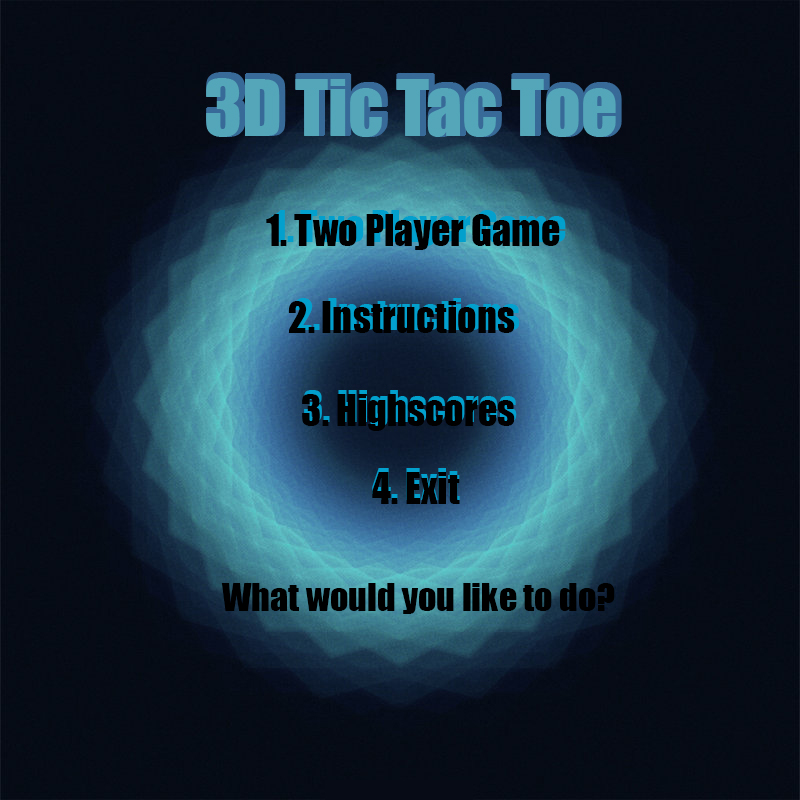 3D Tic Tac Toe
1. Two Player Game
2. Instructions
3. Highscores
4. Exit
What would you like to do?